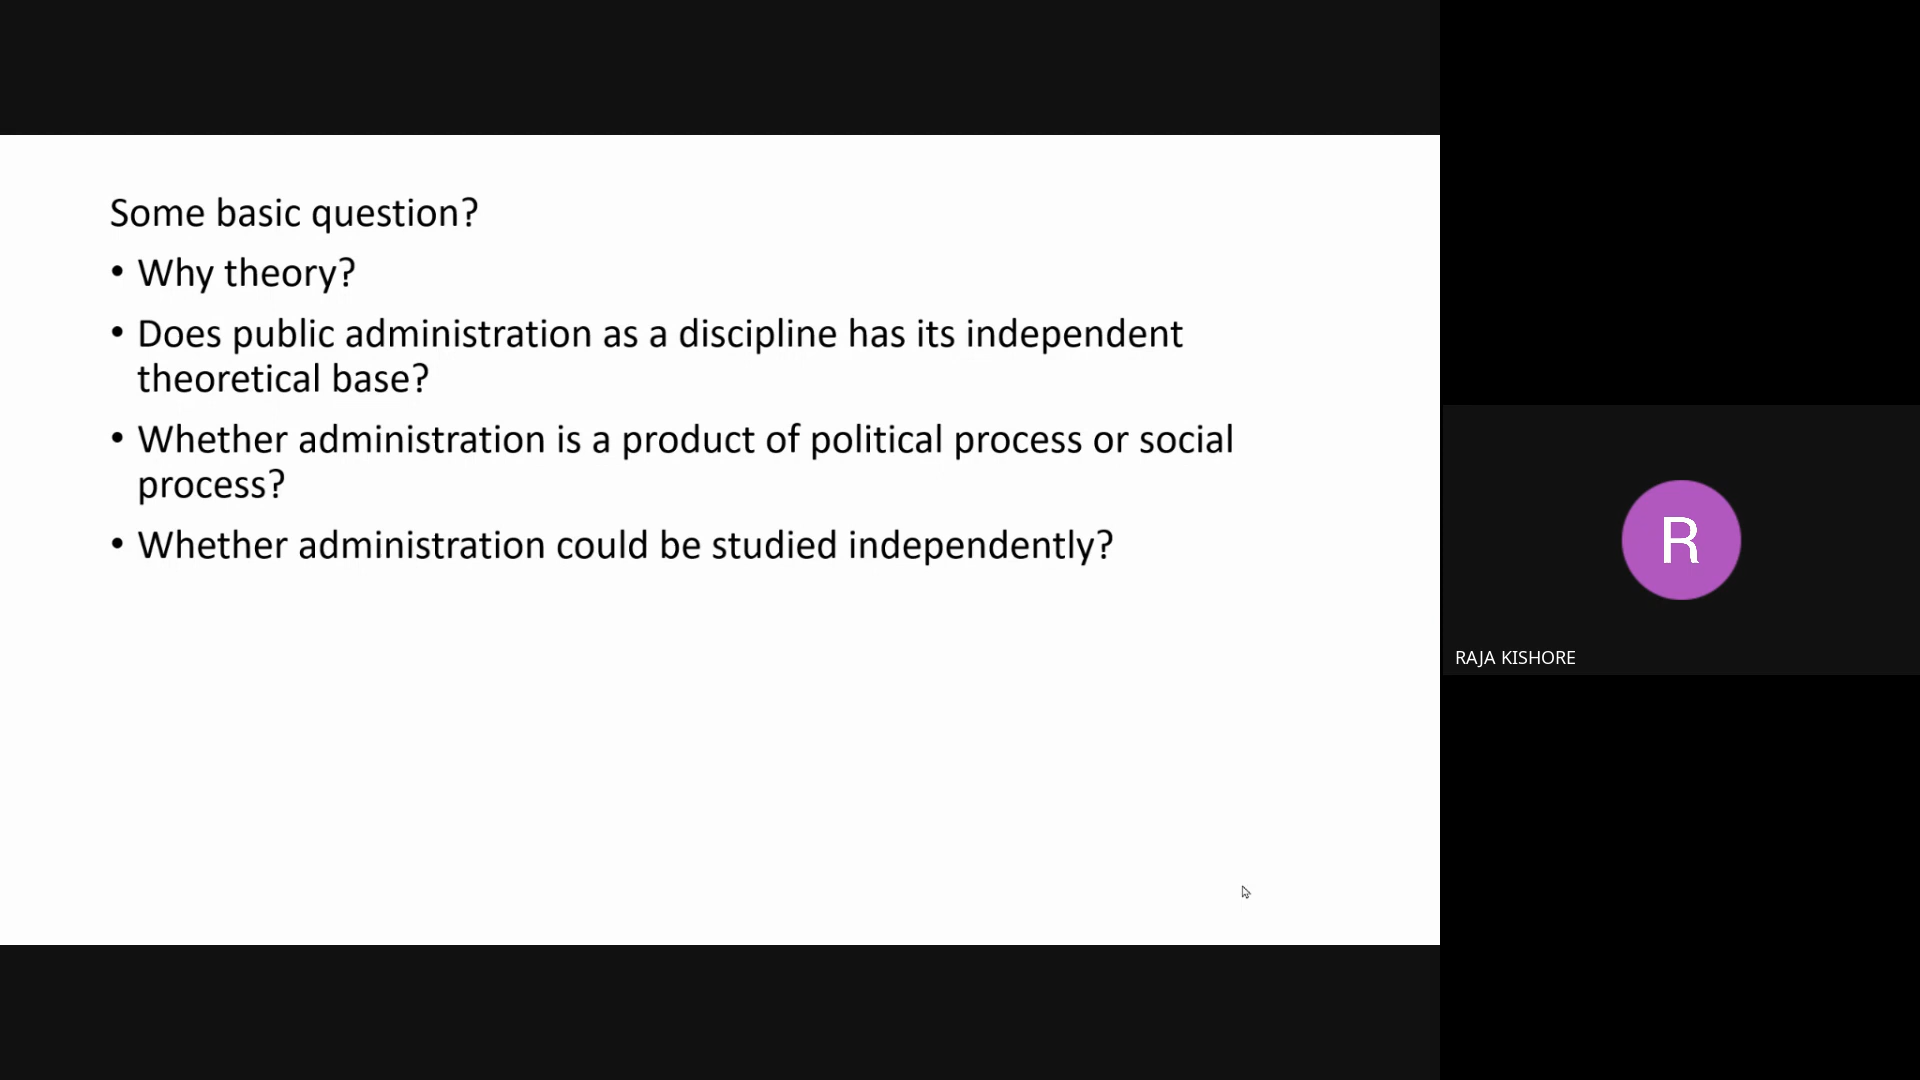 Some basic question?
• Why theory?
• Does public administration as a discipline has its independent
theoretical base?
• Whether administration is a product of political process or social
process?
• Whether administration could be studied independently?
R
RAJA KISHORE